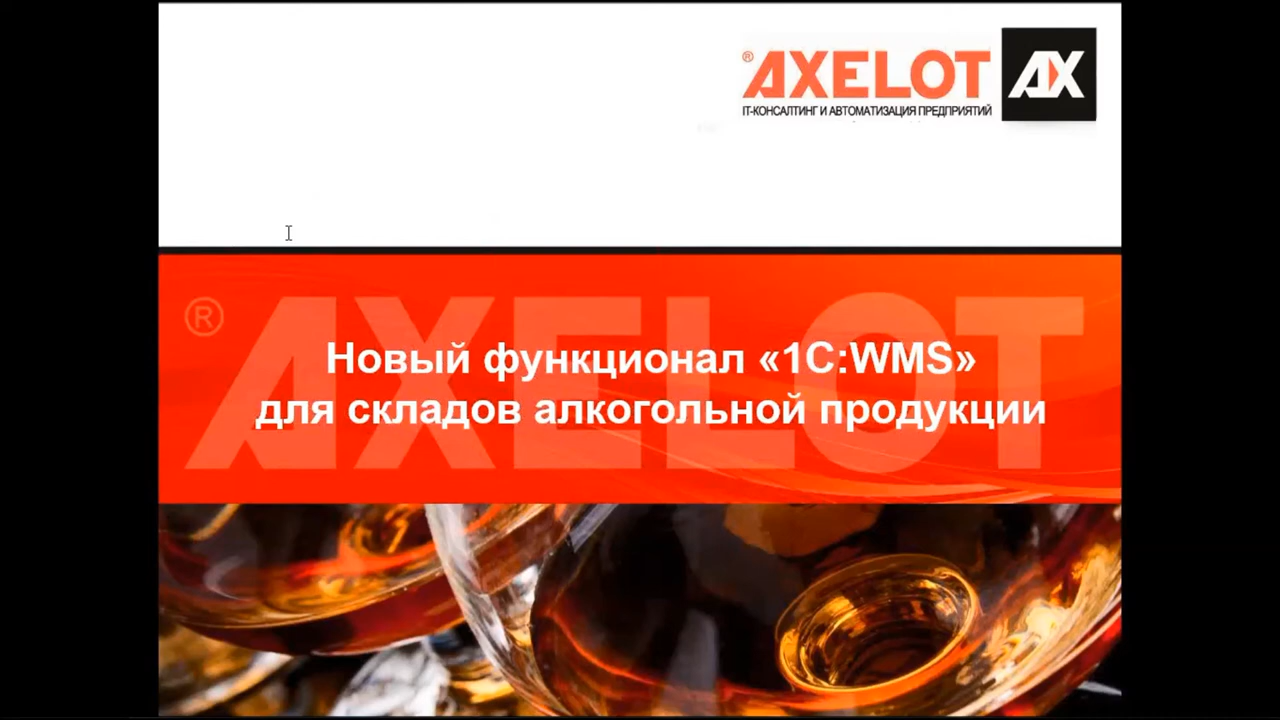 ® AXELOT AX
IT-КОНСАЛТИНГ И АВТОМАТИЗАЦИЯ ПРЕДПРИЯТИЙ
® AXELOT
Новый функционал «1С:WMS»
для складов алкогольной продукции